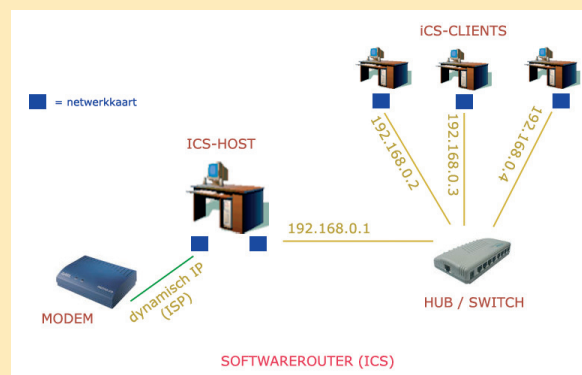 iCS-CLIENTS
= netwerkkaart
ICS-HOST
192.168.0.2
192.168.0.3
192.168.0.4
192.168.0.1
dynamisch IP
(ISP)
MODEM
HUB / SWITCH
SOFTWAREROUTER (ICS)